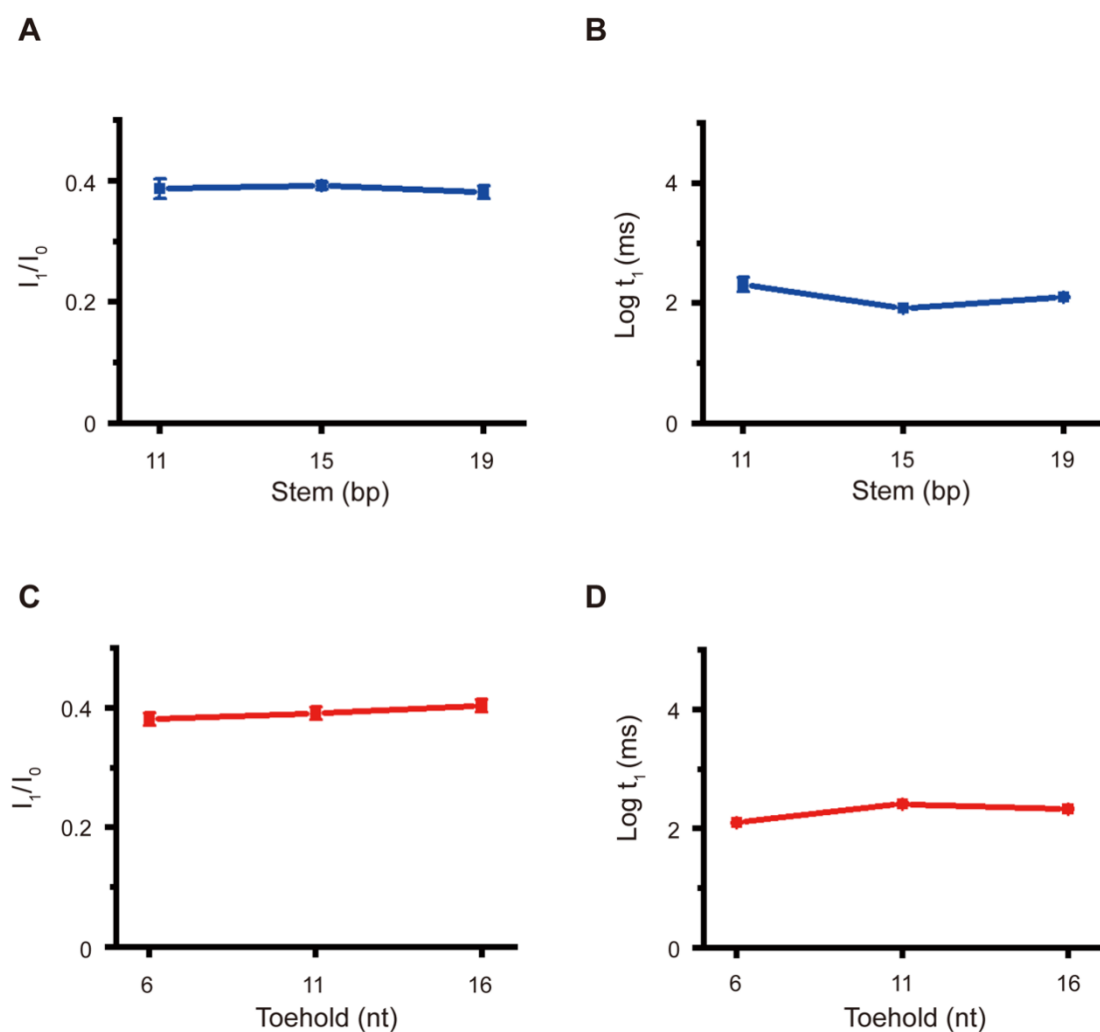 A
B
I₁/I₀
0.4
0.2
0
11
15
19
Stem (bp)
Log t₁ (ms)
4
2
0
11
15
19
Stem (bp)
C
D
I₁/I₀
0.4
0.2
0
6
11
16
Toehold (nt)
Log t₁ (ms)
4
2
0
6
11
16
Toehold (nt)